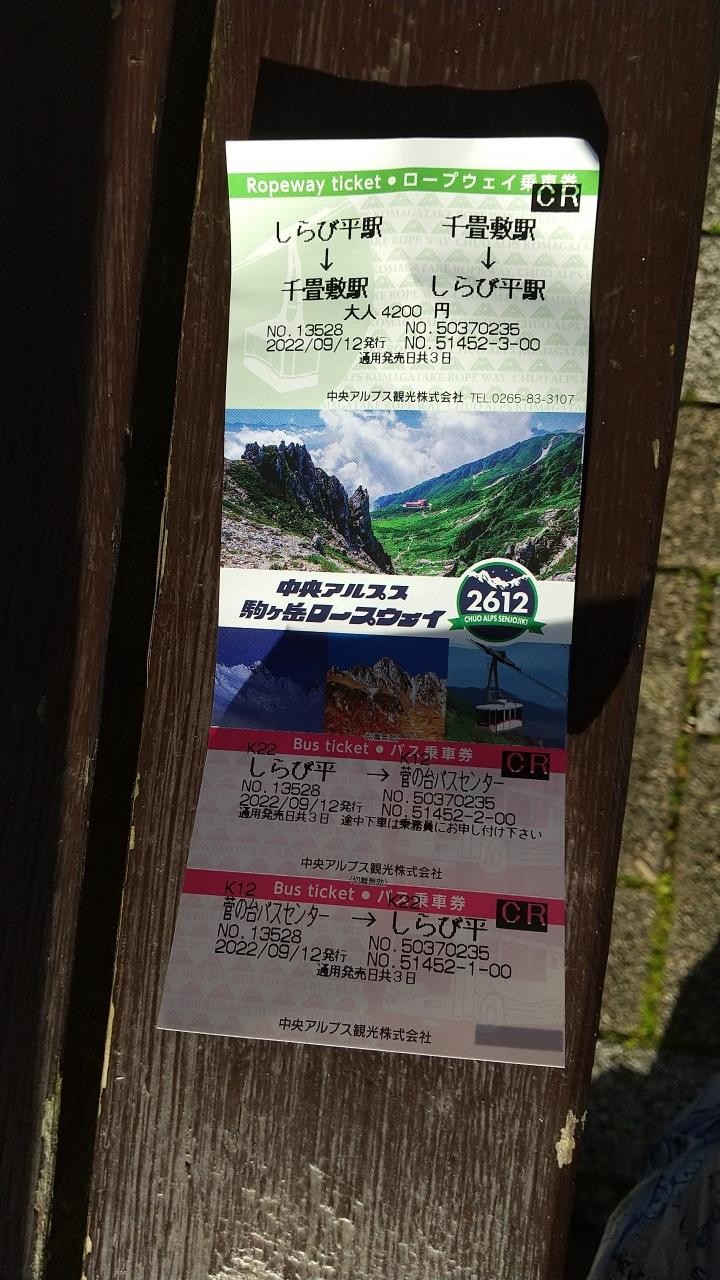 Ropeway ticket ● ロープウェイ乗車券
CR
しらび平駅 千畳敷駅
↓ ↓
千畳敷駅 しらび平駅
大人 4200 円
NO.13528 NO.50370235
2022/09/12発行 NO.51452-3-00
通用発売日共3日
中央アルプス観光株式会社 TEL.0265-83-3107
中央アルプス
駒ヶ岳ロープウェイ
2612
CHUO ALPS SENJOJIKI
(切離無効)
Bus ticket ● バス乗車券
CR
K22 K12
しらび平 → 菅の台バスセンター
NO.13528 NO.50370235
2022/09/12発行 NO.51452-2-00
通用発売日共3日 途中下車は乗務員にお申し付け下さい
中央アルプス観光株式会社
(切離無効)
Bus ticket ● バス乗車券
CR
K12 K22
菅の台バスセンター → しらび平
NO.13528 NO.50370235
2022/09/12発行 NO.51452-1-00
通用発売日共3日
中央アルプス観光株式会社